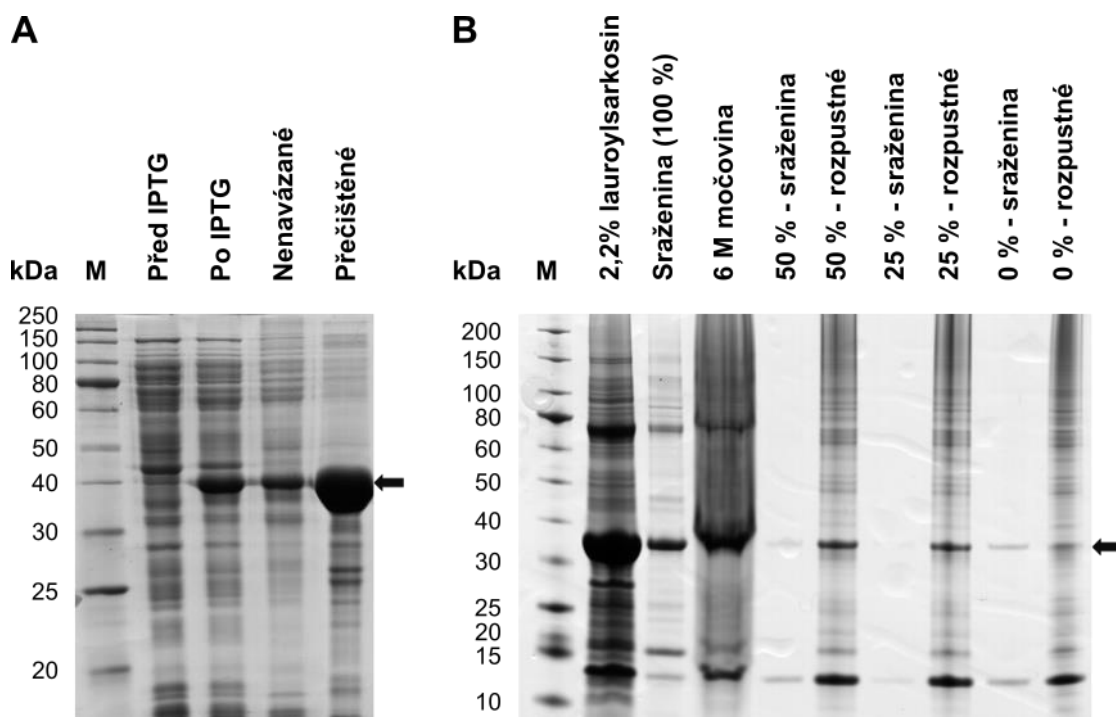 A
kDa
M
Před IPTG
Po IPTG
Nenavázané
Přečištěné
250
150
100
80
60
50
40
30
25
20
B
kDa
M
2,2% lauroylsarkosin
Sraženina (100 %)
6 M močovina
50 % - sraženina
50 % - rozpustné
25 % - sraženina
25 % - rozpustné
0 % - sraženina
0 % - rozpustné
200
150
100
80
60
50
40
30
25
20
15
10